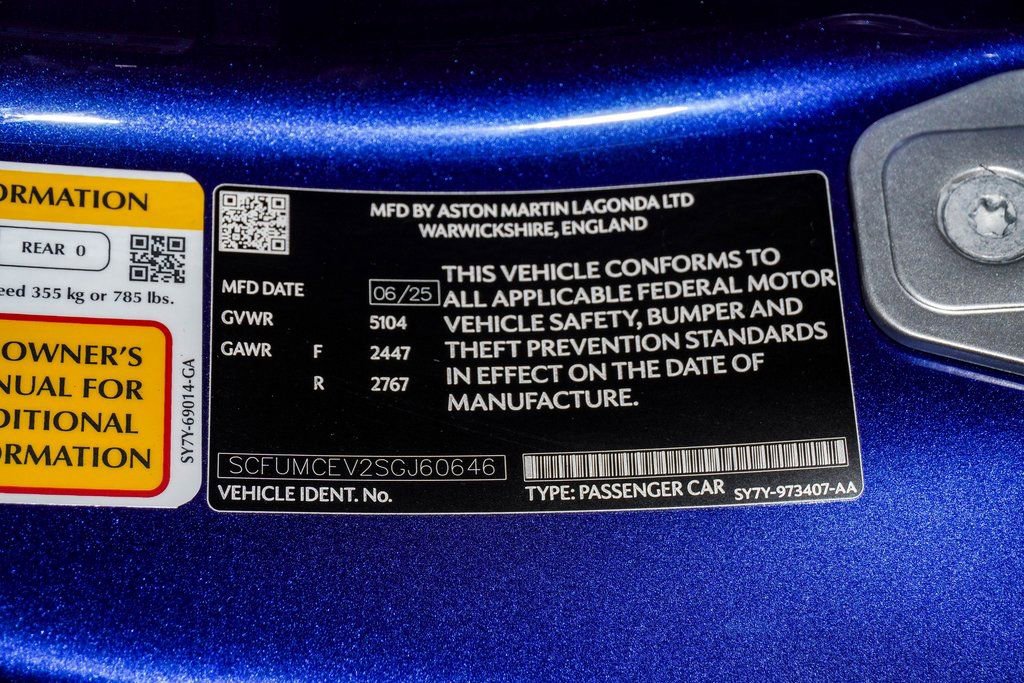 ORMATION
REAR 0
eed 355 kg or 785 lbs.
OWNER'S
NUAL FOR
DITIONAL
ORMATION
SY7Y-69014-GA
MFD BY ASTON MARTIN LAGONDA LTD
WARWICKSHIRE, ENGLAND
MFD DATE 06/25
GVWR 5104
GAWR F 2447
R 2767
THIS VEHICLE CONFORMS TO
ALL APPLICABLE FEDERAL MOTOR
VEHICLE SAFETY, BUMPER AND
THEFT PREVENTION STANDARDS
IN EFFECT ON THE DATE OF
MANUFACTURE.
SCFUMCEV2SGJ60646
VEHICLE IDENT. No.
TYPE: PASSENGER CAR
SY7Y-973407-AA